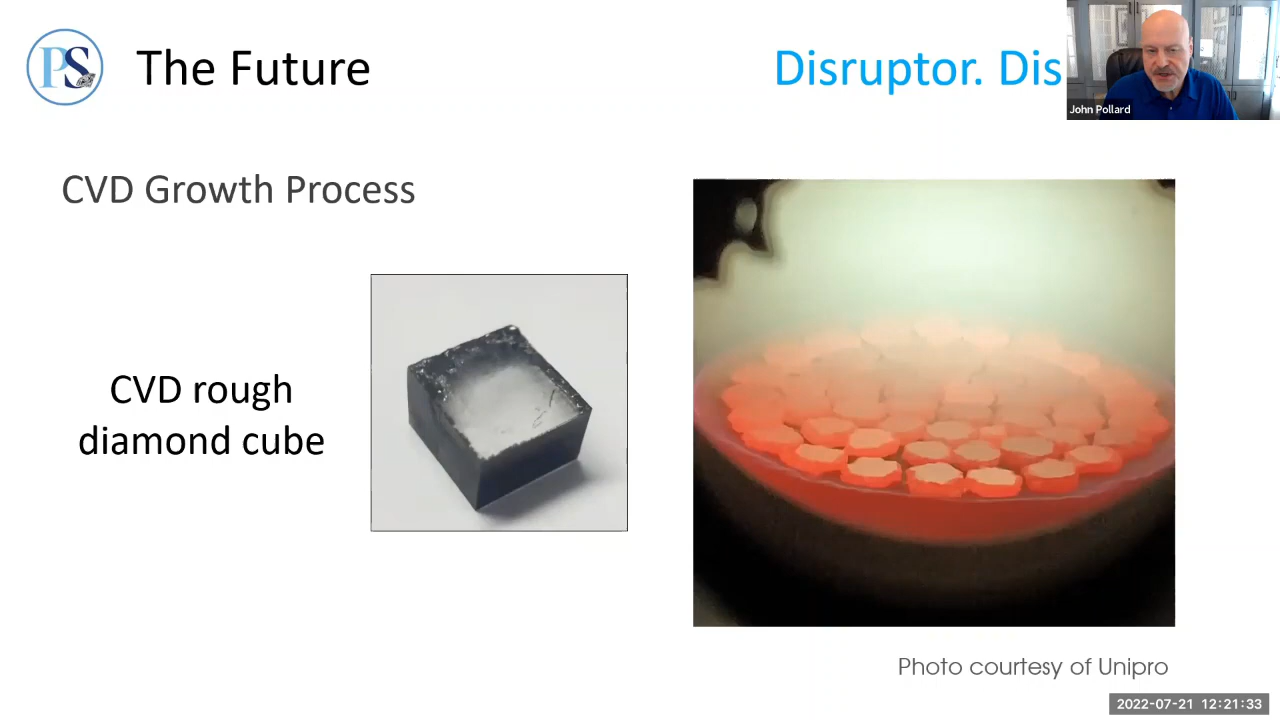 PS
The Future
Disruptor. Dis
John Pollard
CVD Growth Process
CVD rough
diamond cube
Photo courtesy of Unipro
2022-07-21 12:21:33